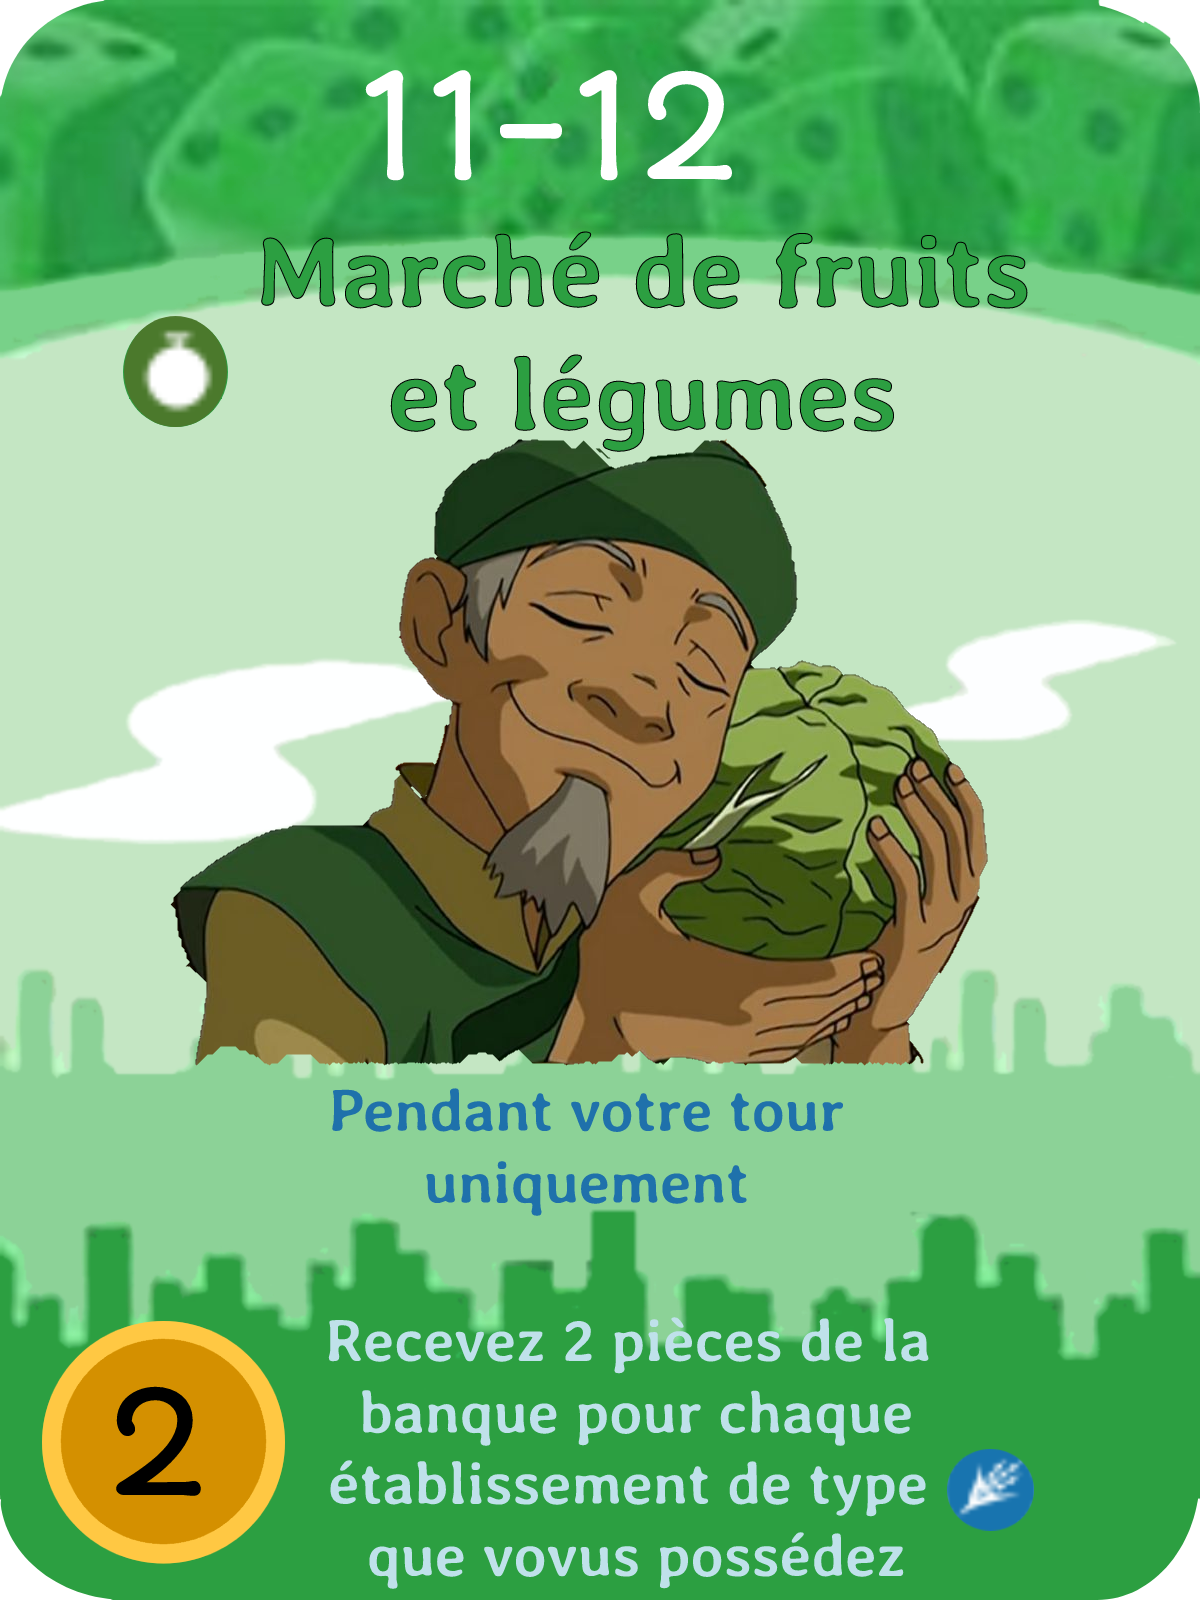 11-12
Marché de fruits
et légumes
Pendant votre tour
uniquement
2
Recevez 2 pièces de la
banque pour chaque
établissement de type
que vovus possédez